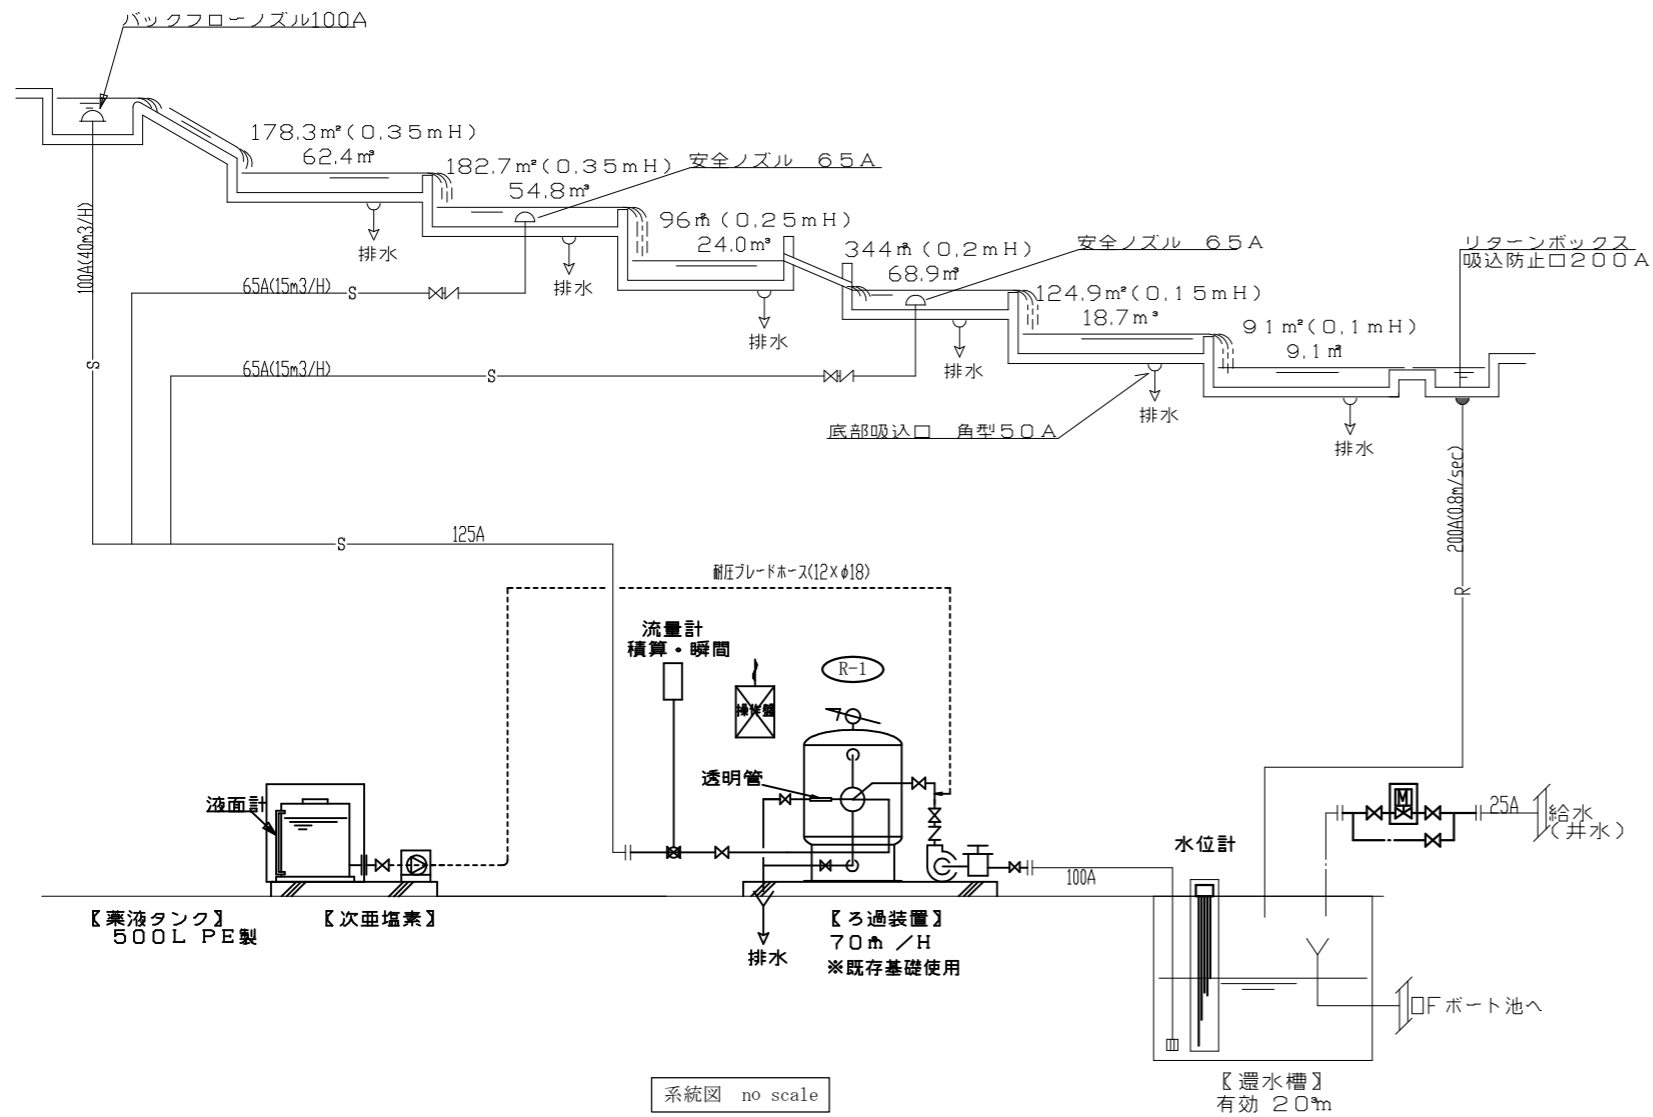 バックフローノズル100A
178.3m²(0.35mH)
62.4m³
182.7m²(0.35mH)
54.8m³
安全ノズル 65A
96㎡(0.25mH)
24.0m³
344㎡(0.2mH)
68.9m³
安全ノズル 65A
リターンボックス
吸込防止口200A
124.9m²(0.15mH)
18.7m³
91m²(0.1mH)
9.1㎥
排水
排水
排水
排水
排水
排水
100A(40m3/H)
S
65A(15m3/H)
S
65A(15m3/H)
S
底部吸込口 角型50A
200A(0.8m/sec)
R
125A
S
耐圧ブレードホース(12×φ18)
流量計
積算・瞬間
R-1
操作盤
透明管
液面計
M
25A
給水
(井水)
水位計
100A
【薬液タンク】
500L PE製
【次亜塩素】
【ろ過装置】
70㎥/H
※既存基礎使用
排水
OFボート池へ
【還水槽】
有効 20m³
系統図 no scale